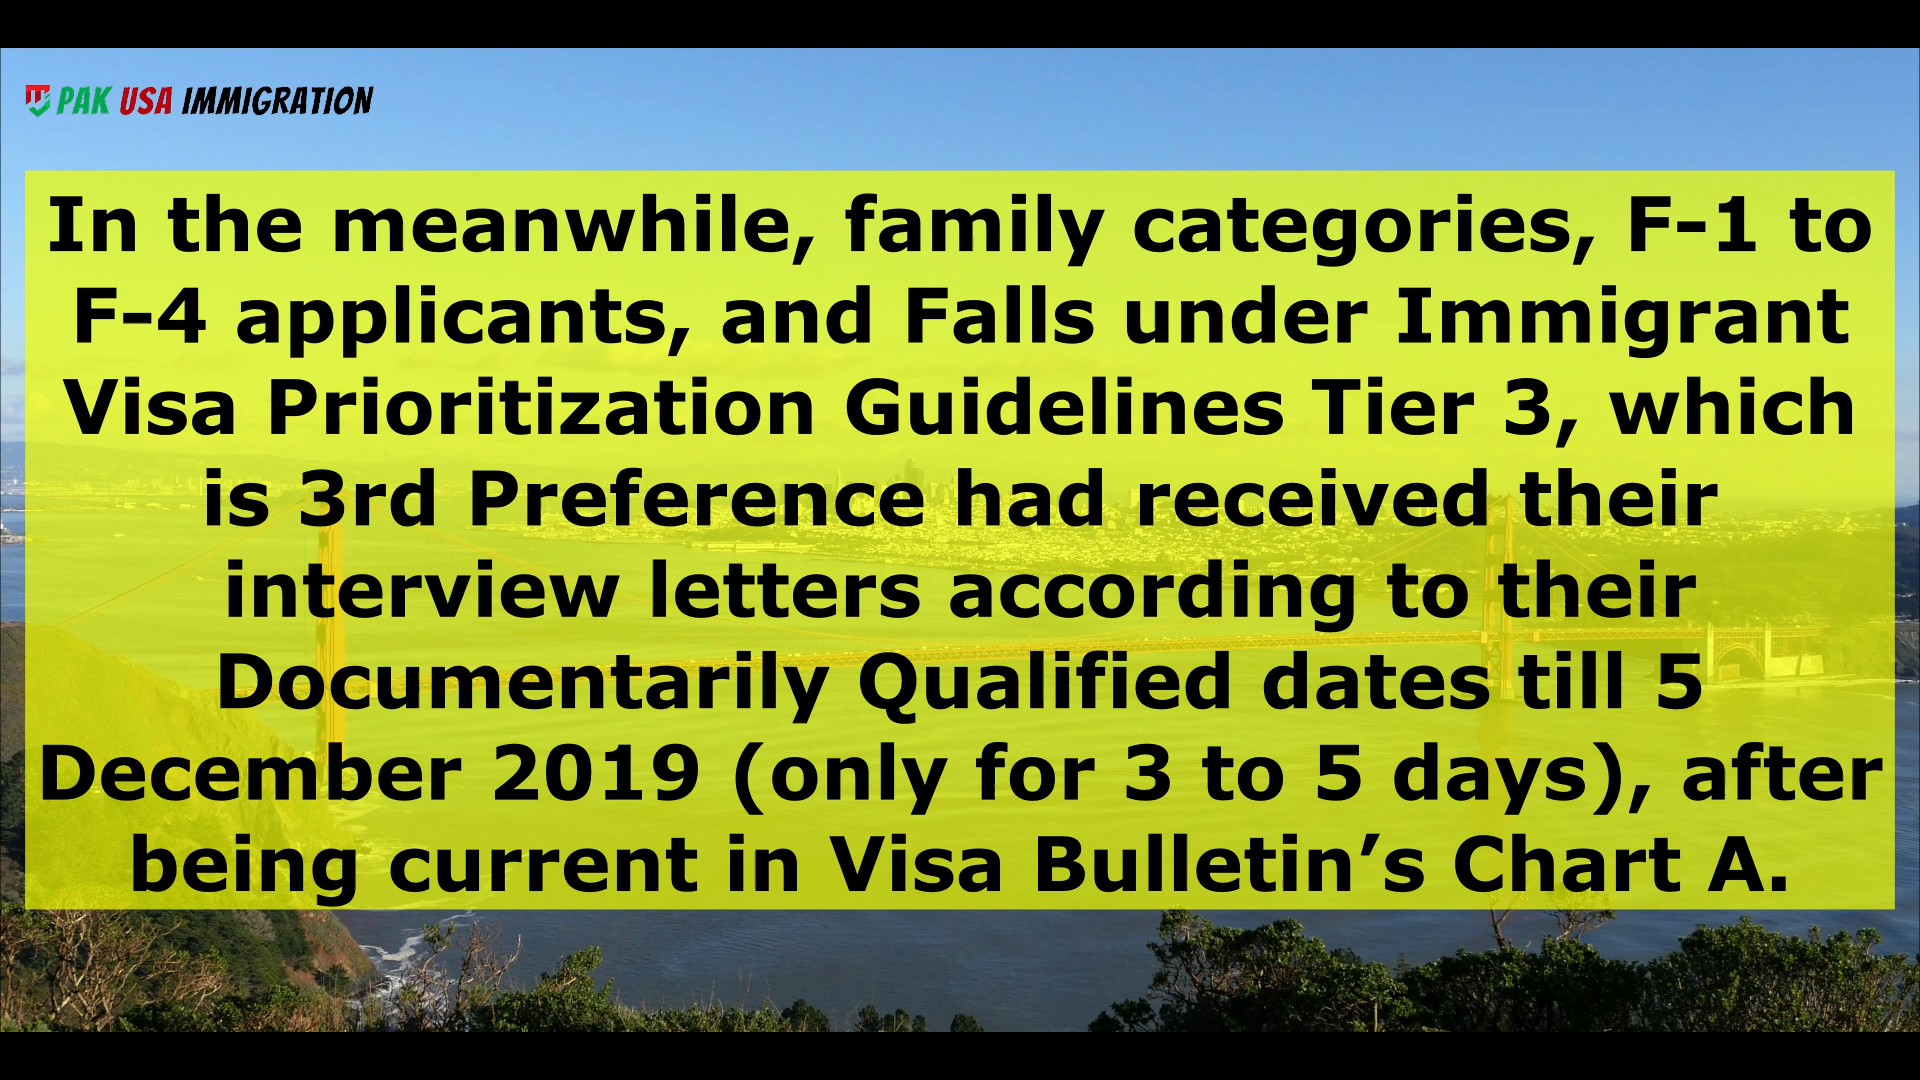 PAK USA IMMIGRATION
In the meanwhile, family categories, F-1 to
F-4 applicants, and Falls under Immigrant
Visa Prioritization Guidelines Tier 3, which
is 3rd Preference had received their
interview letters according to their
Documentarily Qualified dates till 5
December 2019 (only for 3 to 5 days), after
being current in Visa Bulletin’s Chart A.